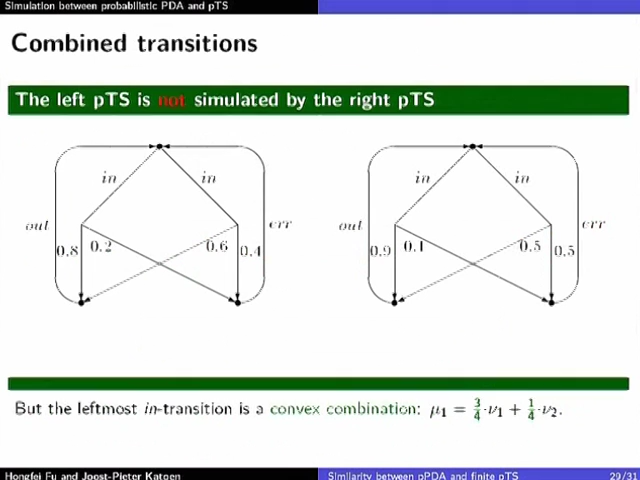 Simulation between probabilistic PDA and pTS
Combined transitions
The left pTS is not simulated by the right pTS
in in in in
out err out err
0.8 0.2 0.6 0.4 0.9 0.1 0.5 0.5
But the leftmost in-transition is a convex combination: μ₁ = 3/4·ν₁ + 1/4·ν₂.
Hongfei Fu and Joost-Pieter Katoen Similarity between pPDA and finite pTS 29/31